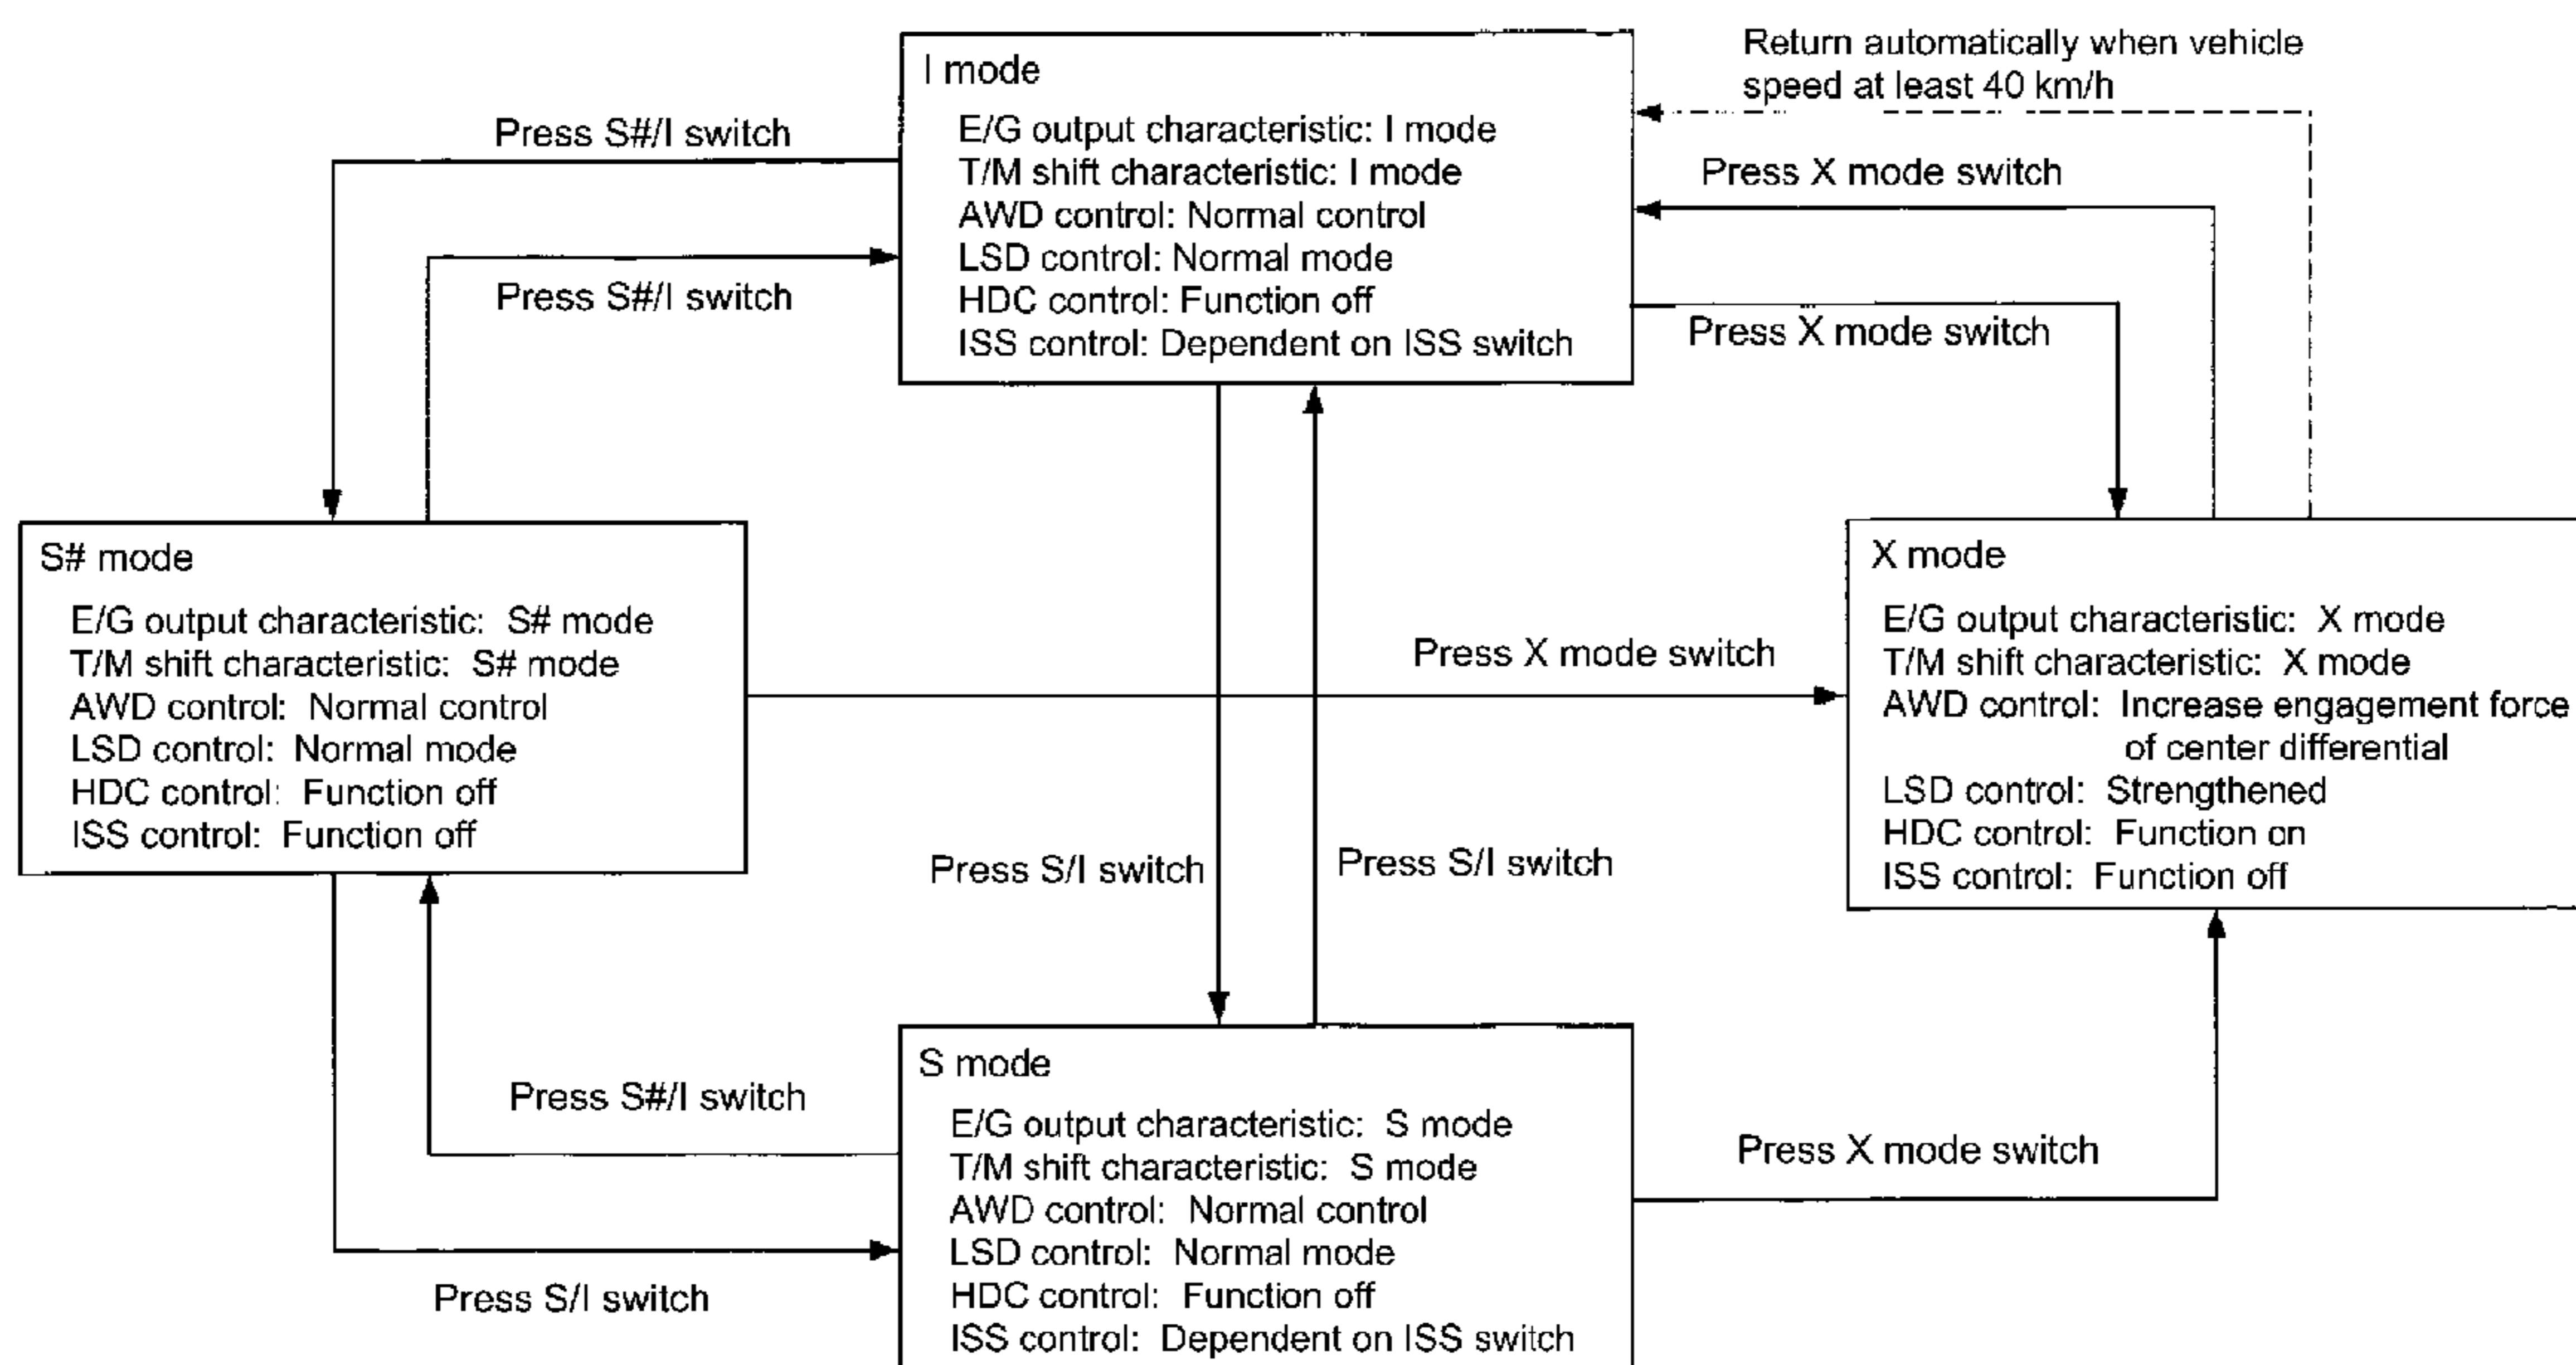 Return automatically when vehicle
speed at least 40 km/h
I mode
E/G output characteristic: I mode
T/M shift characteristic: I mode
AWD control: Normal control
LSD control: Normal mode
HDC control: Function off
ISS control: Dependent on ISS switch
Press S#/I switch
Press S#/I switch
Press X mode switch
Press X mode switch
S# mode
E/G output characteristic: S# mode
T/M shift characteristic: S# mode
AWD control: Normal control
LSD control: Normal mode
HDC control: Function off
ISS control: Function off
Press X mode switch
X mode
E/G output characteristic: X mode
T/M shift characteristic: X mode
AWD control: Increase engagement force
of center differential
LSD control: Strengthened
HDC control: Function on
ISS control: Function off
Press S/I switch
Press S/I switch
Press S#/I switch
Press S/I switch
S mode
E/G output characteristic: S mode
T/M shift characteristic: S mode
AWD control: Normal control
LSD control: Normal mode
HDC control: Function off
ISS control: Dependent on ISS switch
Press X mode switch